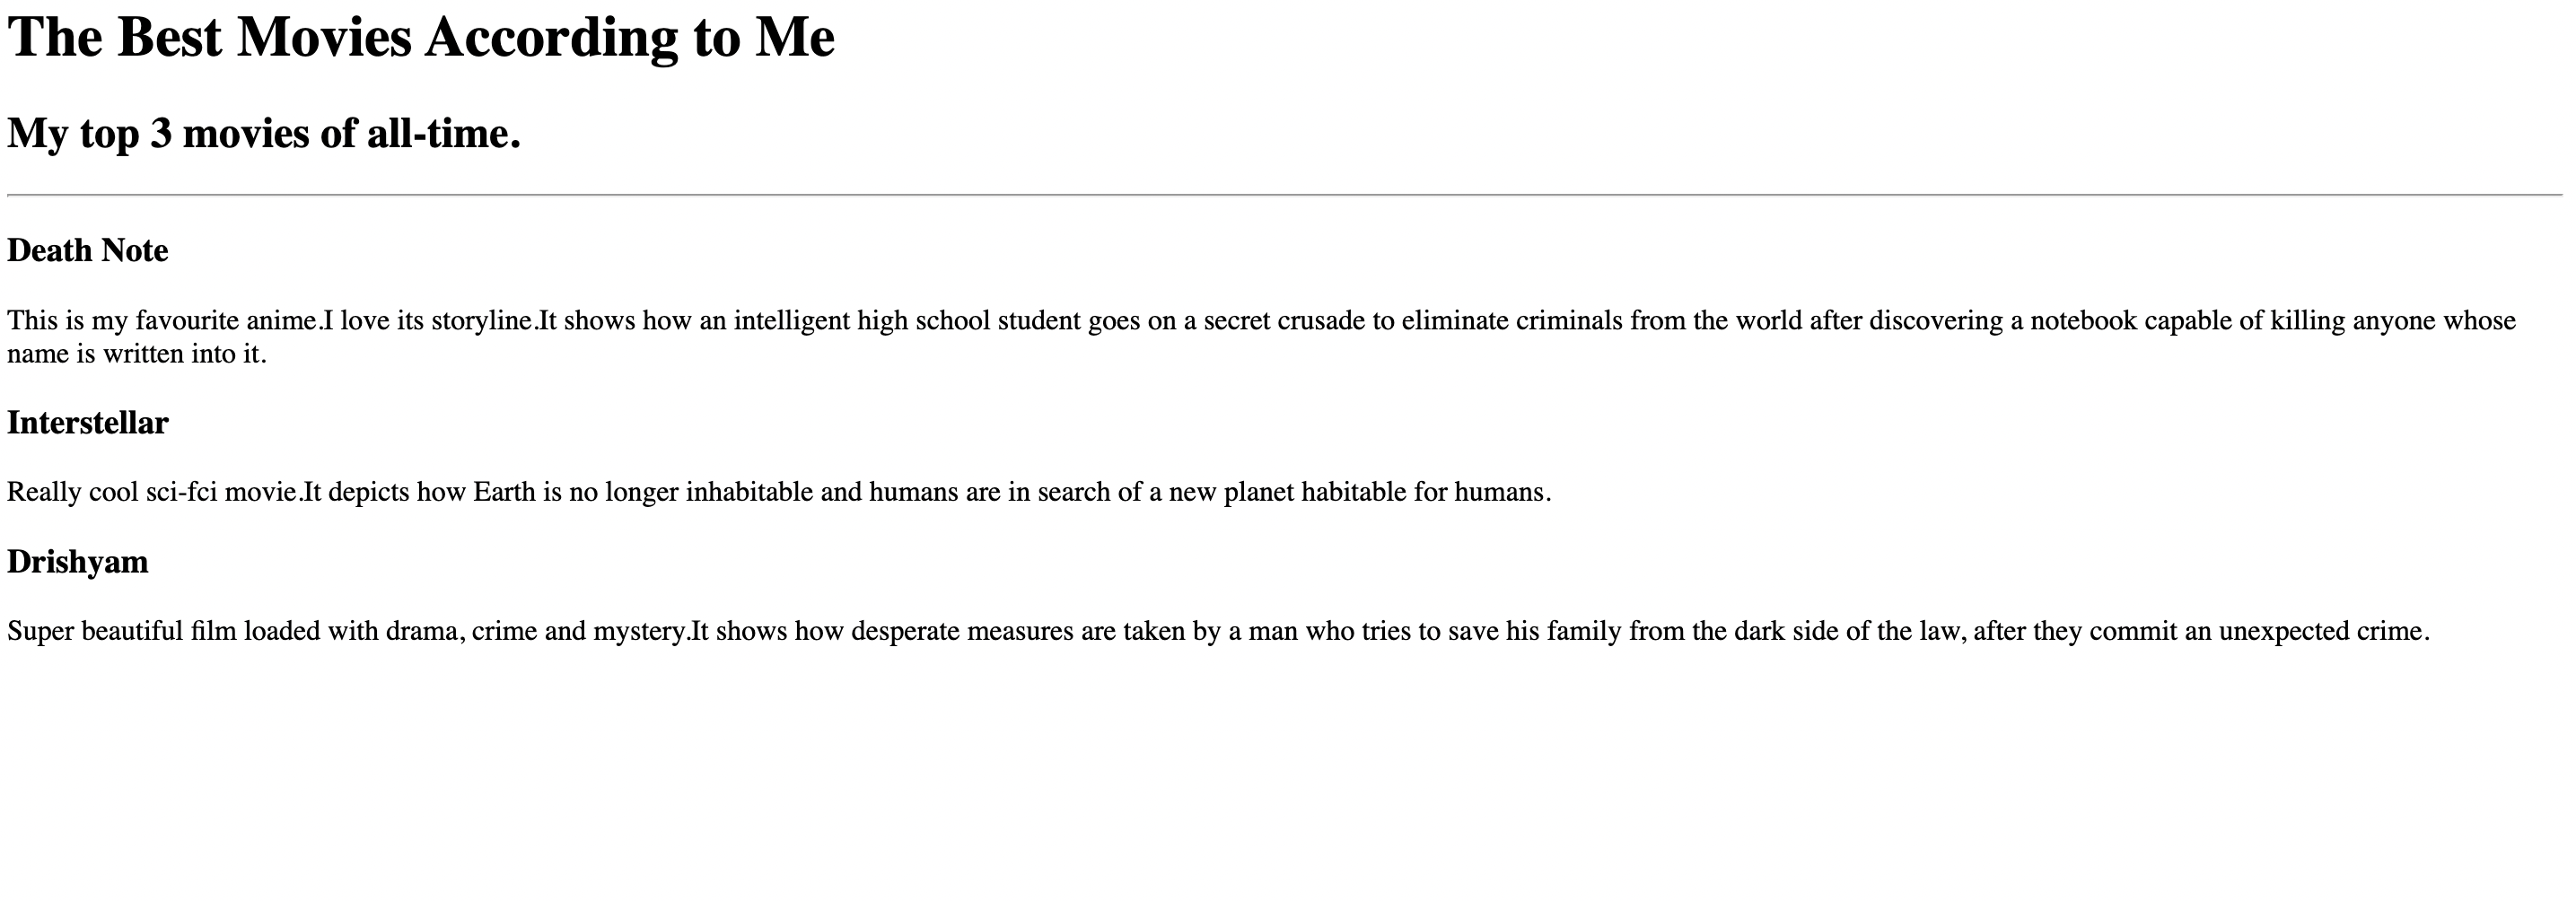 The Best Movies According to Me
My top 3 movies of all-time.
Death Note
This is my favourite anime.I love its storyline.It shows how an intelligent high school student goes on a secret crusade to eliminate criminals from the world after discovering a notebook capable of killing anyone whose
name is written into it.
Interstellar
Really cool sci-fci movie.It depicts how Earth is no longer inhabitable and humans are in search of a new planet habitable for humans.
Drishyam
Super beautiful film loaded with drama, crime and mystery.It shows how desperate measures are taken by a man who tries to save his family from the dark side of the law, after they commit an unexpected crime.